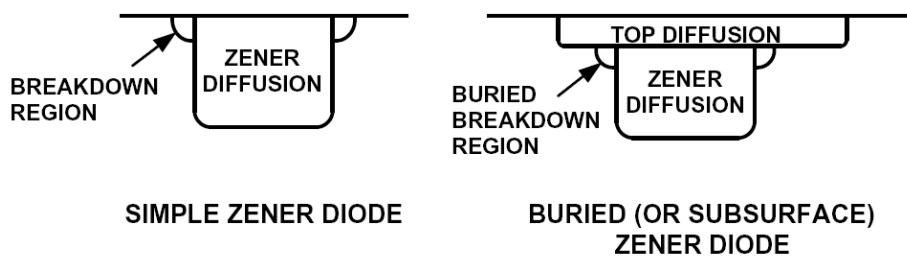 ZENER
DIFFUSION
BREAKDOWN
REGION
SIMPLE ZENER DIODE
TOP DIFFUSION
ZENER
DIFFUSION
BURIED
BREAKDOWN
REGION
BURIED (OR SUBSURFACE)
ZENER DIODE